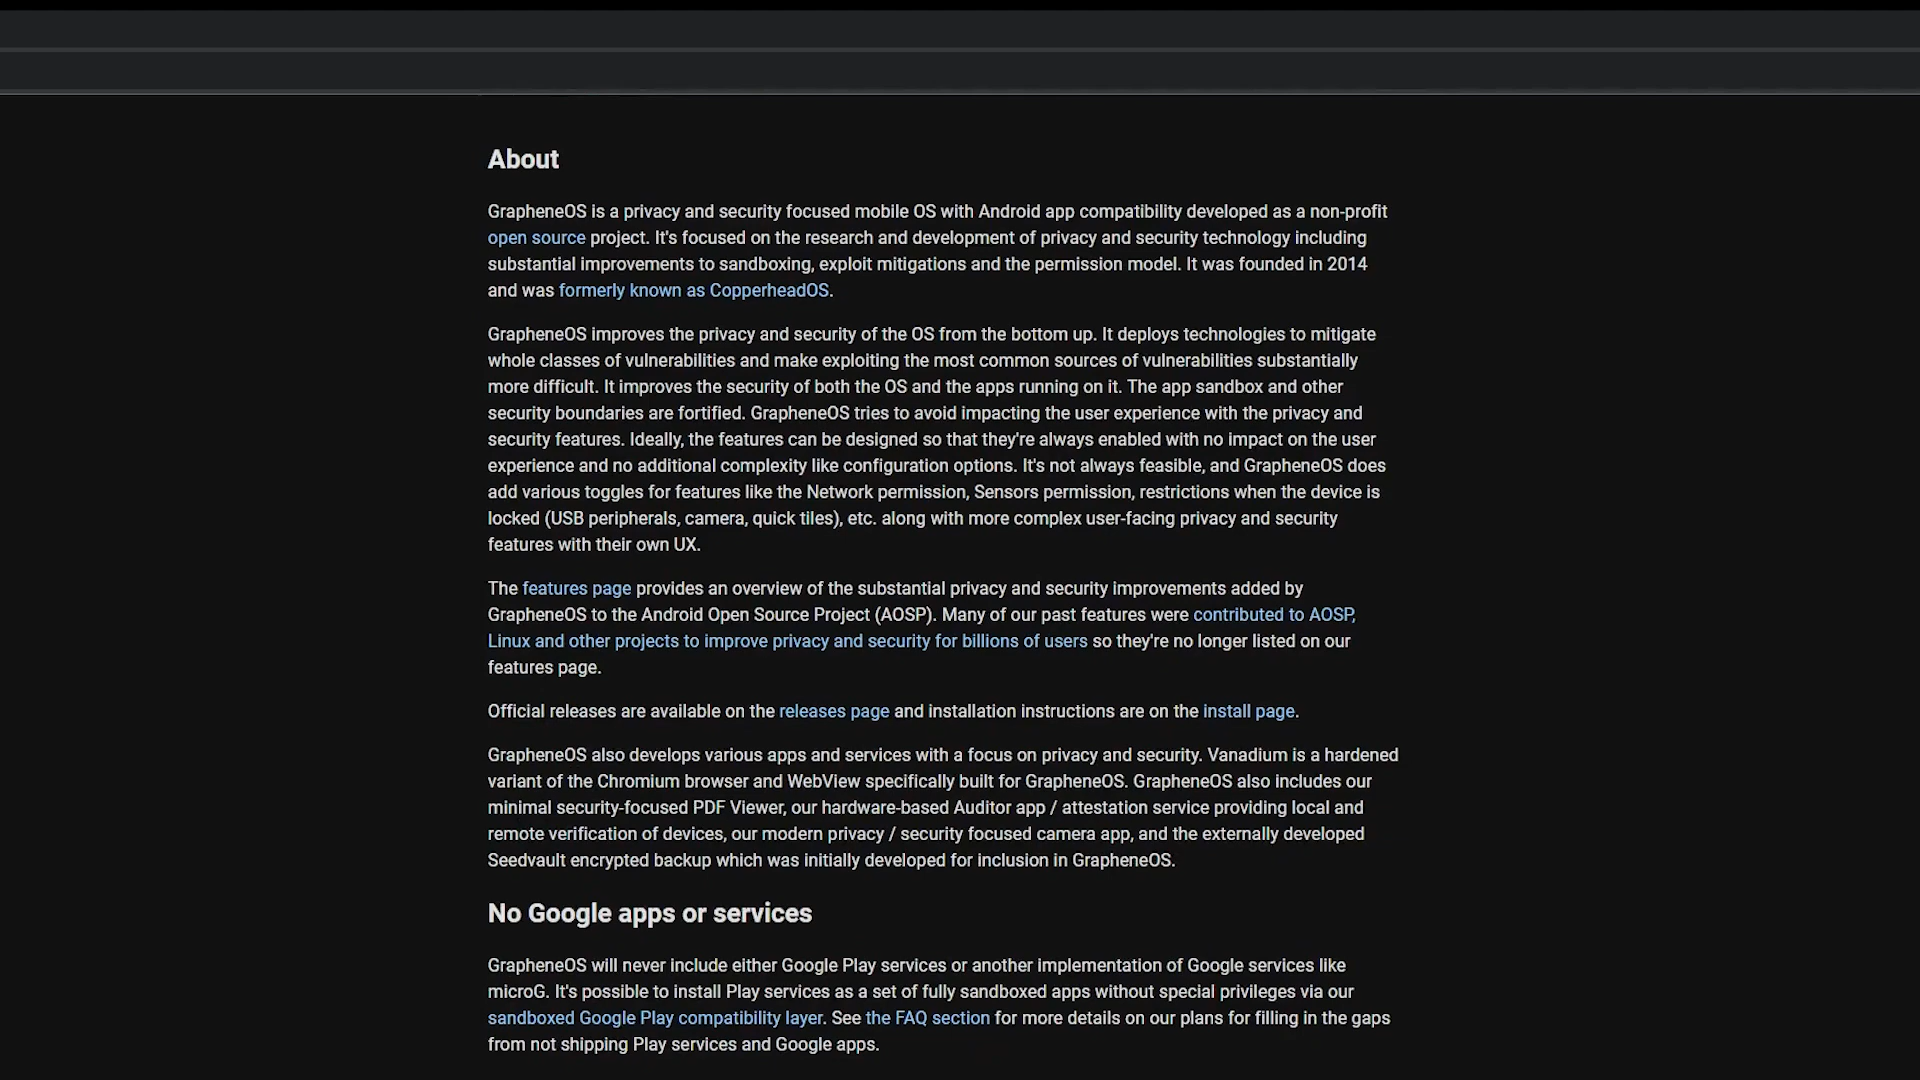 About
GrapheneOS is a privacy and security focused mobile OS with Android app compatibility developed as a non-profit
open source project. It's focused on the research and development of privacy and security technology including
substantial improvements to sandboxing, exploit mitigations and the permission model. It was founded in 2014
and was formerly known as CopperheadOS.
GrapheneOS improves the privacy and security of the OS from the bottom up. It deploys technologies to mitigate
whole classes of vulnerabilities and make exploiting the most common sources of vulnerabilities substantially
more difficult. It improves the security of both the OS and the apps running on it. The app sandbox and other
security boundaries are fortified. GrapheneOS tries to avoid impacting the user experience with the privacy and
security features. Ideally, the features can be designed so that they're always enabled with no impact on the user
experience and no additional complexity like configuration options. It's not always feasible, and GrapheneOS does
add various toggles for features like the Network permission, Sensors permission, restrictions when the device is
locked (USB peripherals, camera, quick tiles), etc. along with more complex user-facing privacy and security
features with their own UX.
The features page provides an overview of the substantial privacy and security improvements added by
GrapheneOS to the Android Open Source Project (AOSP). Many of our past features were contributed to AOSP,
Linux and other projects to improve privacy and security for billions of users so they're no longer listed on our
features page.
Official releases are available on the releases page and installation instructions are on the install page.
GrapheneOS also develops various apps and services with a focus on privacy and security. Vanadium is a hardened
variant of the Chromium browser and WebView specifically built for GrapheneOS. GrapheneOS also includes our
minimal security-focused PDF Viewer, our hardware-based Auditor app / attestation service providing local and
remote verification of devices, our modern privacy / security focused camera app, and the externally developed
Seedvault encrypted backup which was initially developed for inclusion in GrapheneOS.
No Google apps or services
GrapheneOS will never include either Google Play services or another implementation of Google services like
microG. It's possible to install Play services as a set of fully sandboxed apps without special privileges via our
sandboxed Google Play compatibility layer. See the FAQ section for more details on our plans for filling in the gaps
from not shipping Play services and Google apps.